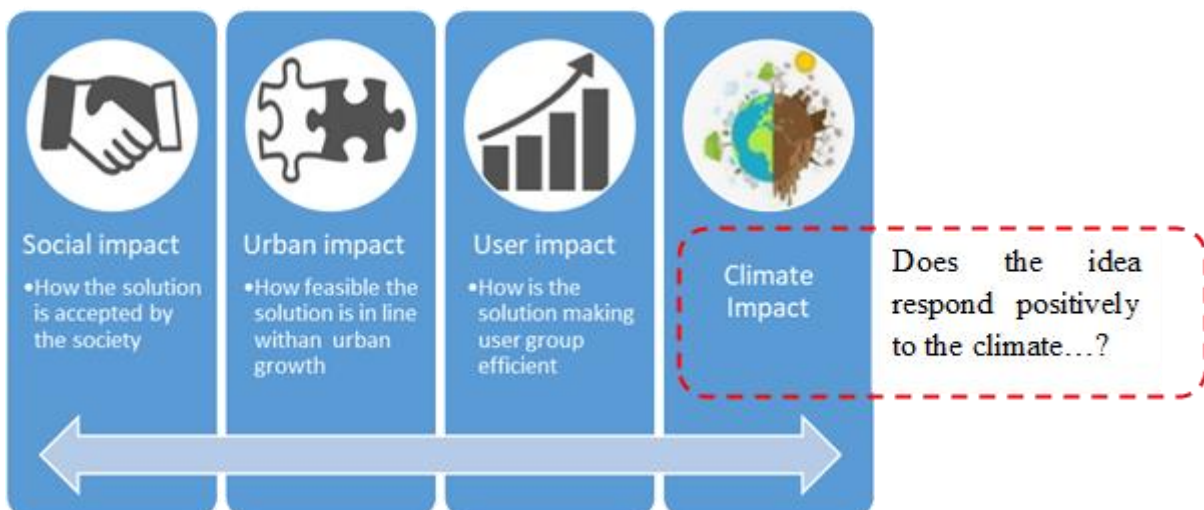 Social impact
•How the solution
is accepted by
the society
Urban impact
•How feasible the
solution is in line
withan urban
growth
User impact
•How is the
solution making
user group
efficient
Climate
Impact
Does the idea
respond positively
to the climate…?